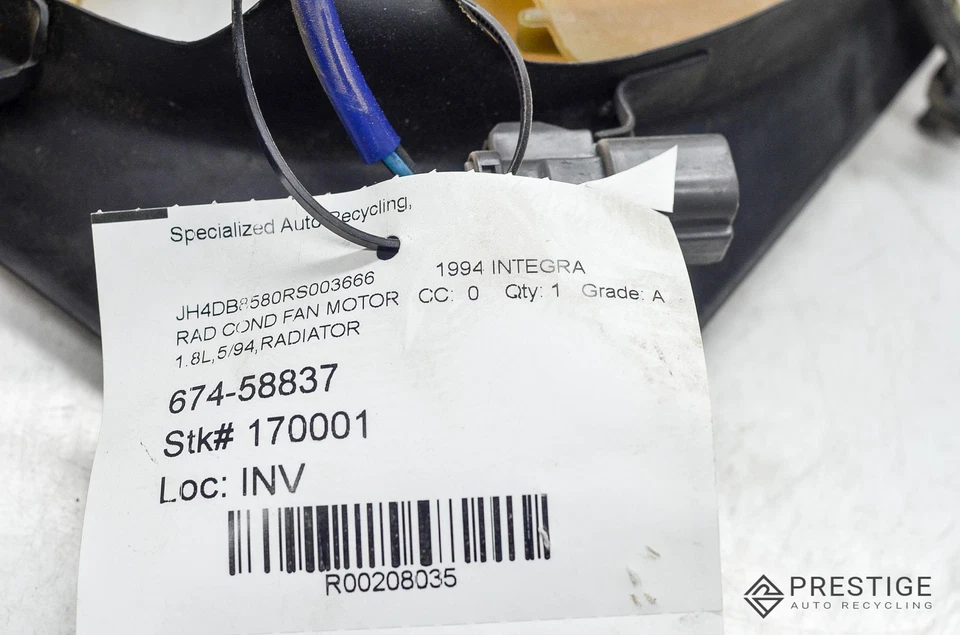 Specialized Auto Recycling,
JH4DB8580RS003666 1994 INTEGRA
RAD COND FAN MOTOR CC: 0 Qty: 1 Grade: A
1.8L,5/94,RADIATOR
674-58837
Stk# 170001
Loc: INV
R00208035
PRESTIGE
AUTO RECYCLING